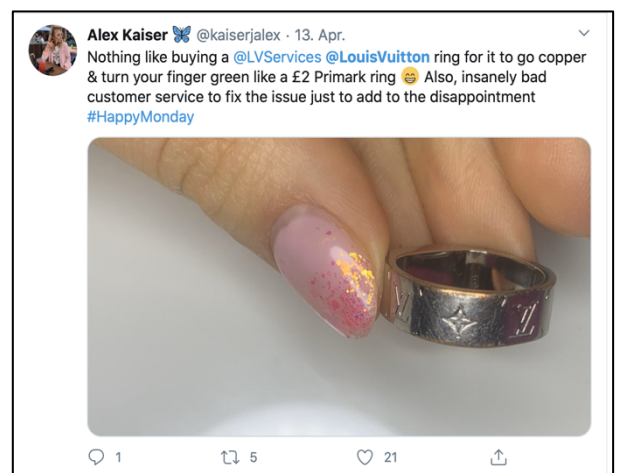 Alex Kaiser 🦋 @kaiserjalex · 13. Apr.
Nothing like buying a @LVServices @LouisVuitton ring for it to go copper
& turn your finger green like a £2 Primark ring 😁 Also, insanely bad
customer service to fix the issue just to add to the disappointment
#HappyMonday
LV
LV
1 5 21